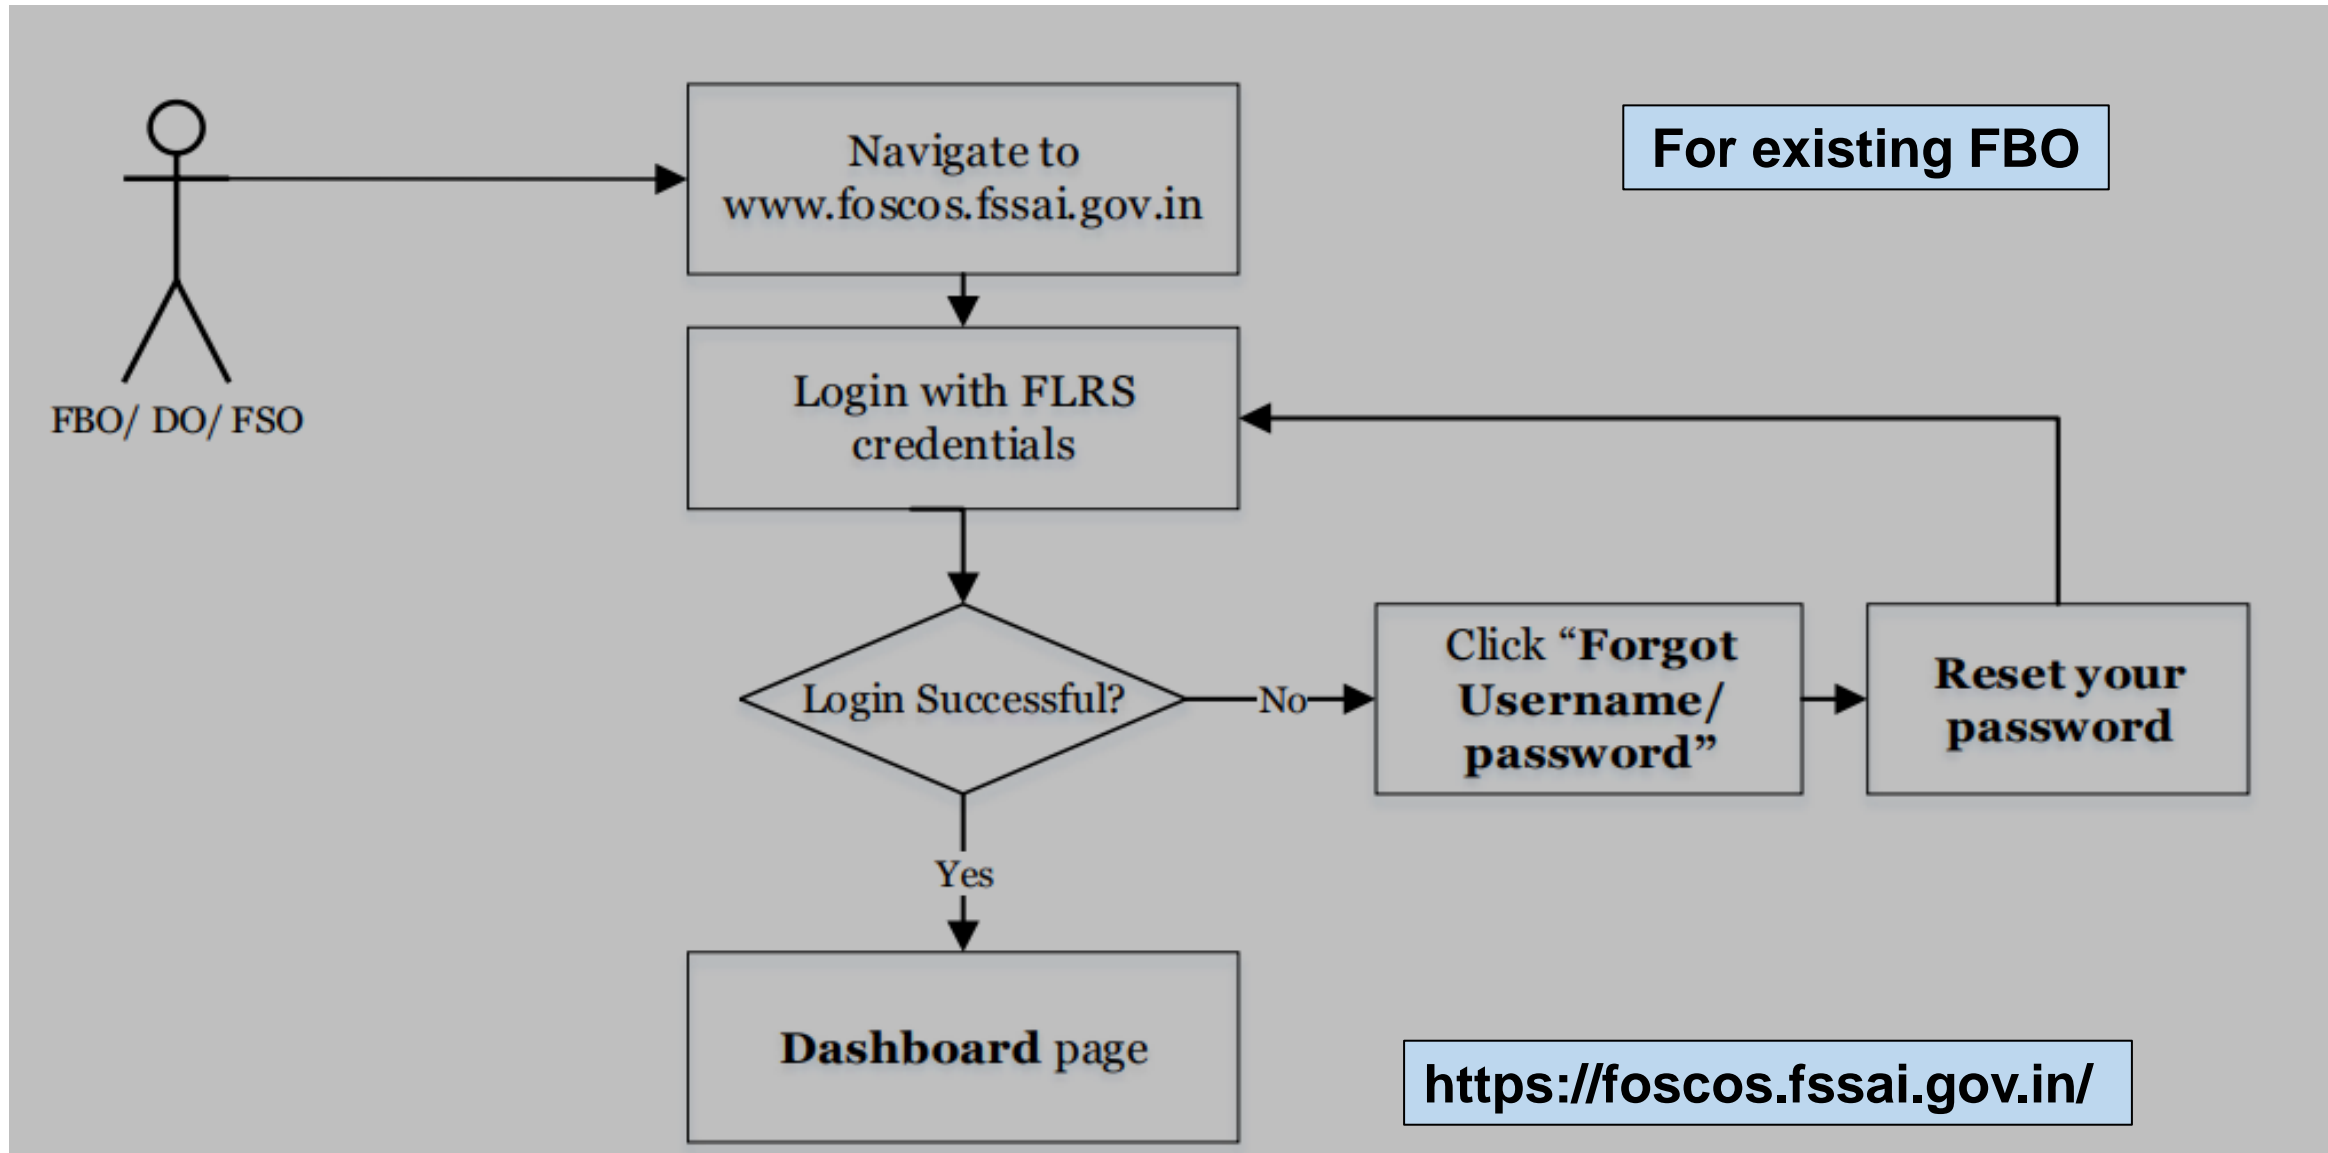 For existing FBO
Navigate to
www.foscos.fssai.gov.in
FBO/ DO/ FSO
Login with FLRS
credentials
Login Successful?
No
Click “Forgot
Username/
password”
Reset your
password
Yes
Dashboard page
https://foscos.fssai.gov.in/